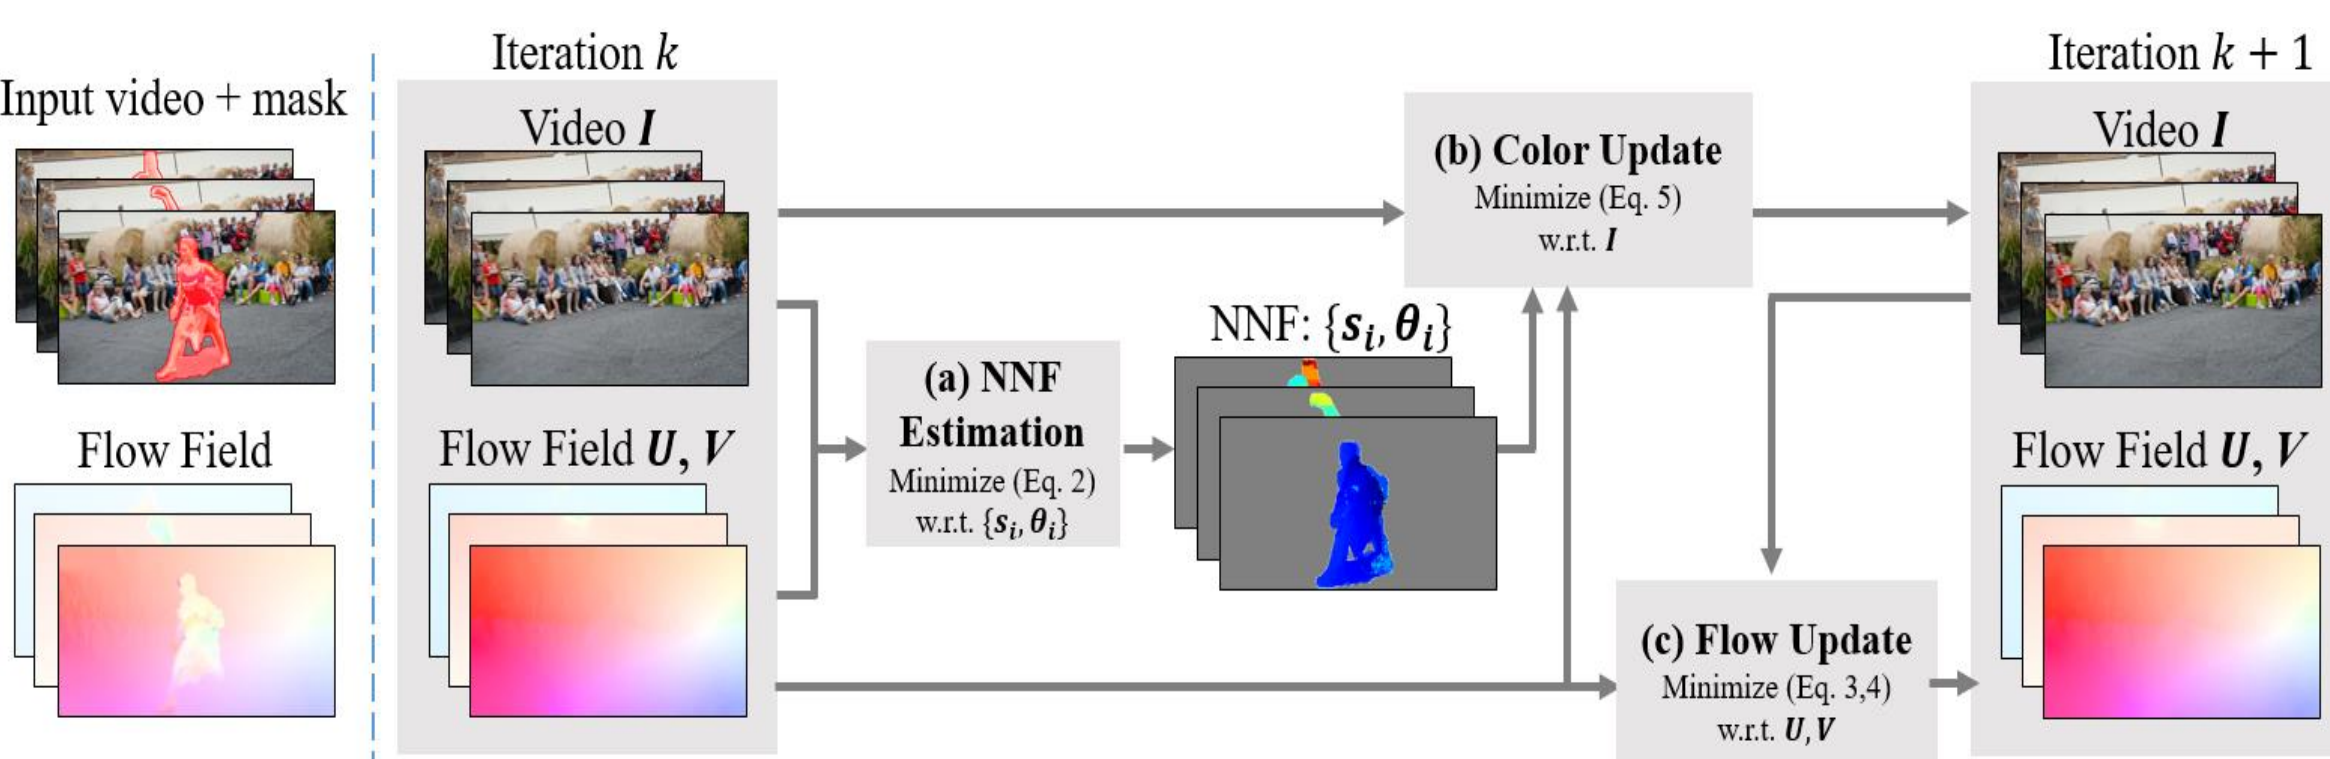 Input video + mask
Flow Field
Iteration k
Video I
Flow Field U, V
(a) NNF
Estimation
Minimize (Eq. 2)
w.r.t. {s_i, θ_i}
NNF: {s_i, θ_i}
(b) Color Update
Minimize (Eq. 5)
w.r.t. I
(c) Flow Update
Minimize (Eq. 3,4)
w.r.t. U, V
Iteration k + 1
Video I
Flow Field U, V